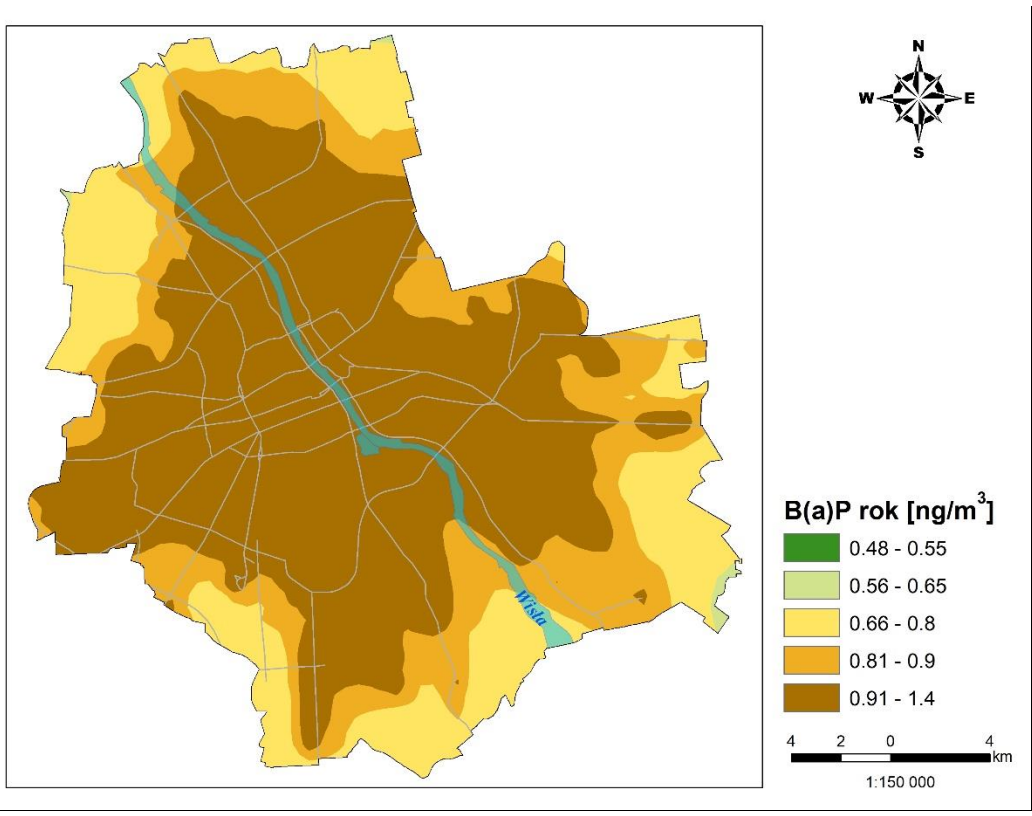 N
W E
S
Wisła
B(a)P rok [ng/m³]
0.48 - 0.55
0.56 - 0.65
0.66 - 0.8
0.81 - 0.9
0.91 - 1.4
4 2 0 4
km
1:150 000